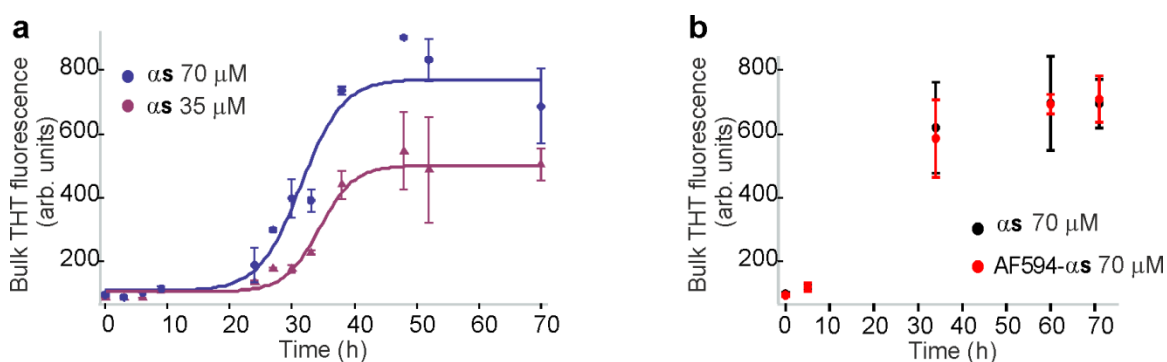 a
αs 70 μM
αs 35 μM
Bulk THT fluorescence
(arb. units)
800
600
400
200
0 10 20 30 40 50 60 70
Time (h)
b
Bulk THT fluorescence
(arb. units)
800
600
400
200
αs 70 μM
AF594-αs 70 μM
0 10 20 30 40 50 60 70
Time (h)